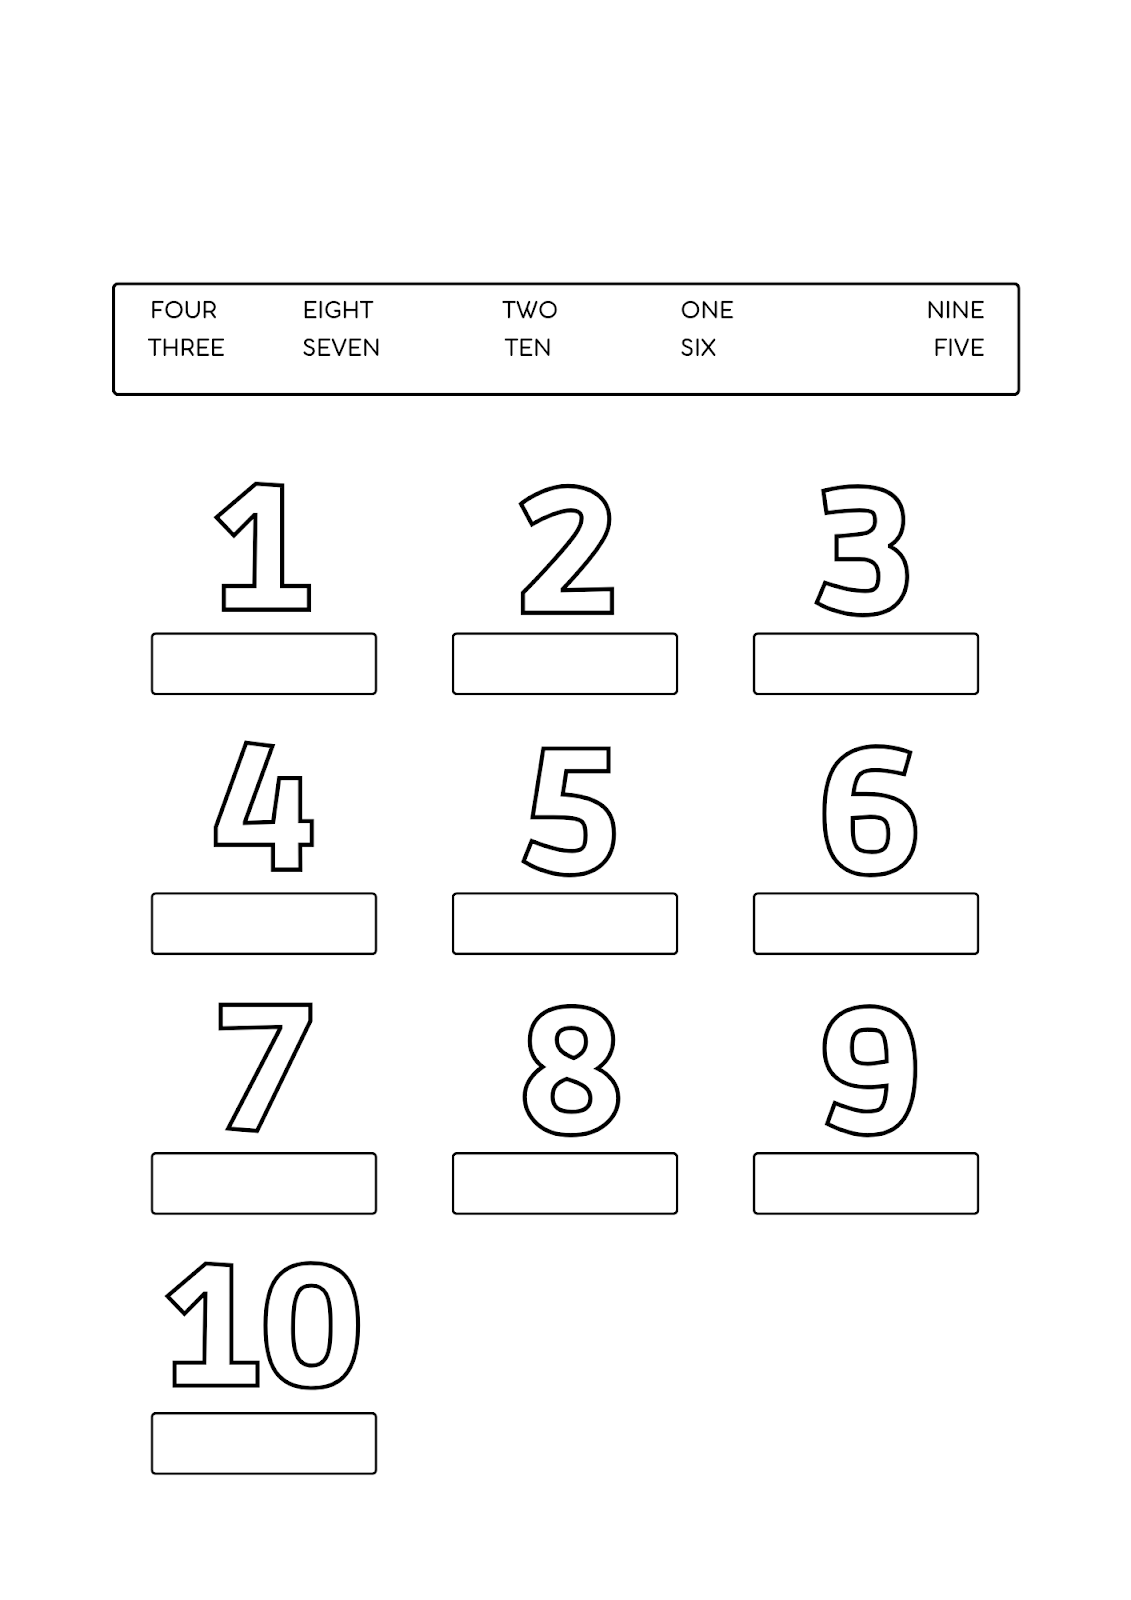 FOUR EIGHT TWO ONE NINE
THREE SEVEN TEN SIX FIVE
1 2 3
4 5 6
7 8 9
10